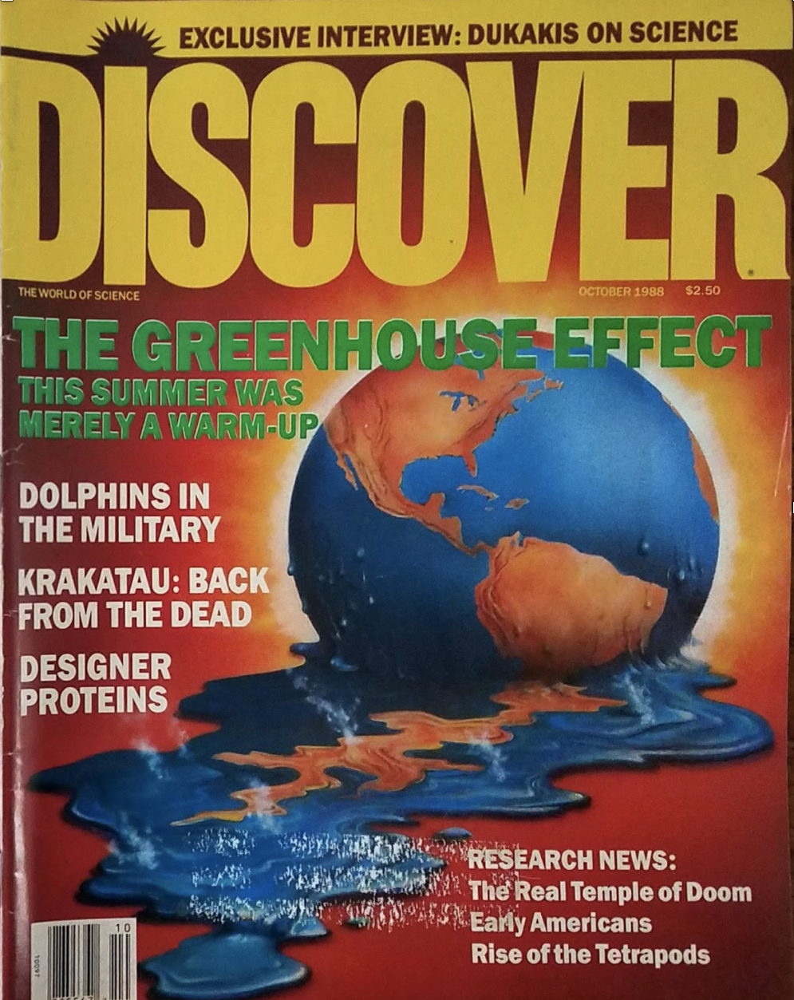 EXCLUSIVE INTERVIEW: DUKAKIS ON SCIENCE
DISCOVER
THE WORLD OF SCIENCE
OCTOBER 1988 $2.50
THE GREENHOUSE EFFECT
THIS SUMMER WAS
MERELY A WARM-UP
DOLPHINS IN
THE MILITARY
KRAKATAU: BACK
FROM THE DEAD
DESIGNER
PROTEINS
RESEARCH NEWS:
The Real Temple of Doom
Early Americans
Rise of the Tetrapods
10
10097